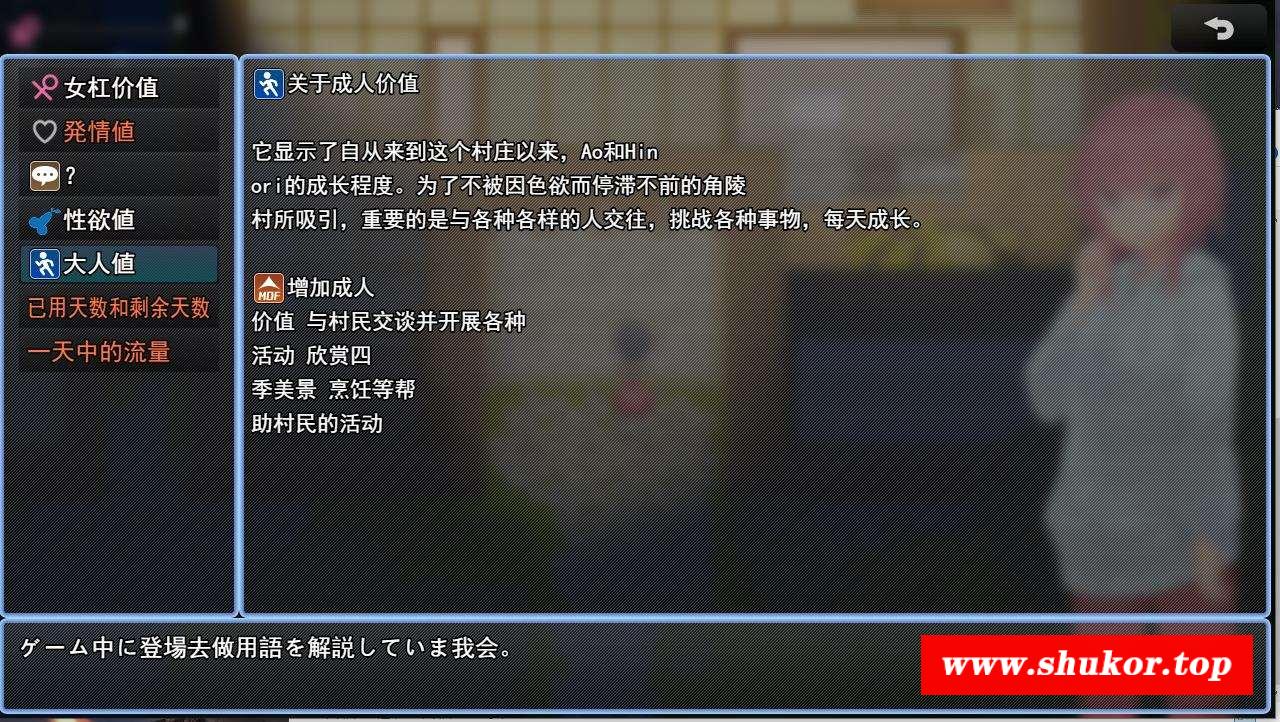 女杠价值
発情値
?
性欲値
大人値
已用天数和剩余天数
一天中的流量
关于成人价值
它显示了自从来到这个村庄以来，Ao和Hin
ori的成长程度。为了不被因色欲而停滞不前的角陵
村所吸引，重要的是与各种各样的人交往，挑战各种事物，每天成长。
MDF
增加成人
价值 与村民交谈并开展各种
活动 欣赏四
季美景 烹饪等帮
助村民的活动
ゲーム中に登場去做用語を解説していま我会。
www.shukor.top